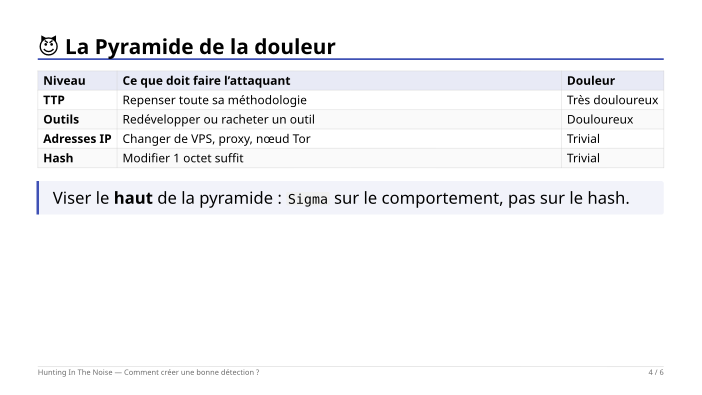 😈 La Pyramide de la douleur
Niveau Ce que doit faire l’attaquant Douleur
TTP Repenser toute sa méthodologie Très douloureux
Outils Redévelopper ou racheter un outil Douloureux
Adresses IP Changer de VPS, proxy, nœud Tor Trivial
Hash Modifier 1 octet suffit Trivial
Viser le haut de la pyramide : Sigma sur le comportement, pas sur le hash.
Hunting In The Noise — Comment créer une bonne détection ? 4 / 6